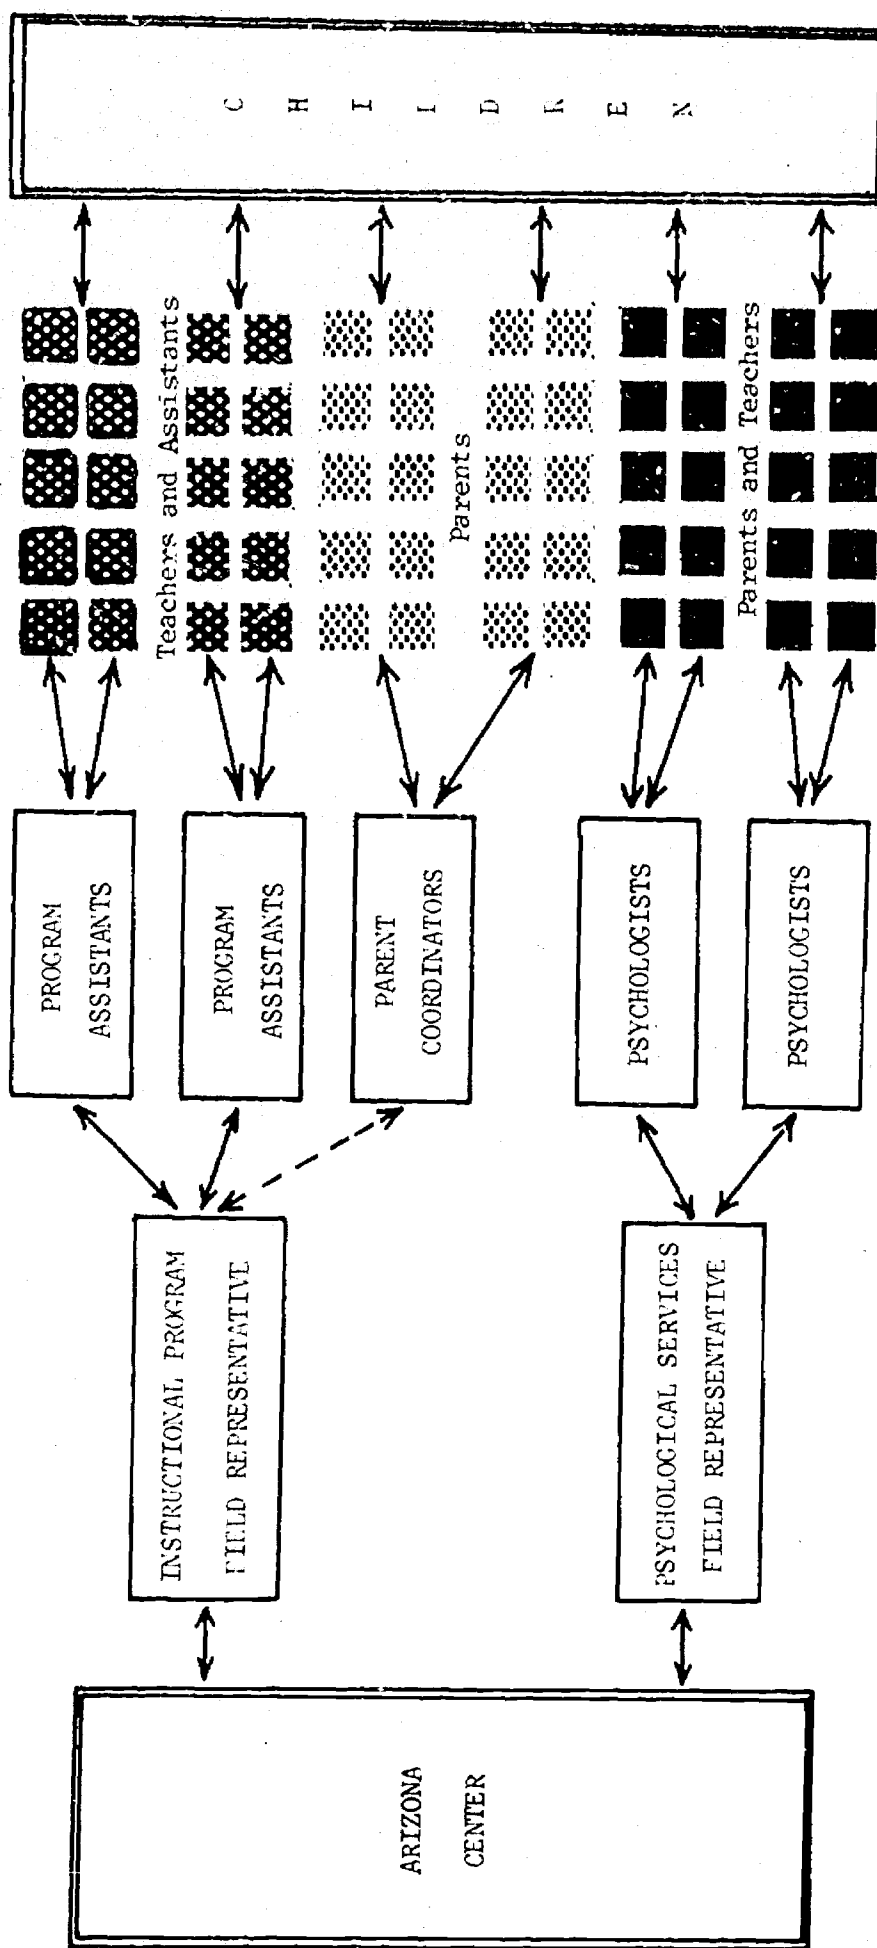 ARIZONA
CENTER
INSTRUCTIONAL PROGRAM
FIELD REPRESENTATIVE
PSYCHOLOGICAL SERVICES
FIELD REPRESENTATIVE
PROGRAM
ASSISTANTS
PROGRAM
ASSISTANTS
PARENT
COORDINATORS
PSYCHOLOGISTS
PSYCHOLOGISTS
Teachers and Assistants
Parents
Parents and Teachers
C
H
I
L
D
R
E
N